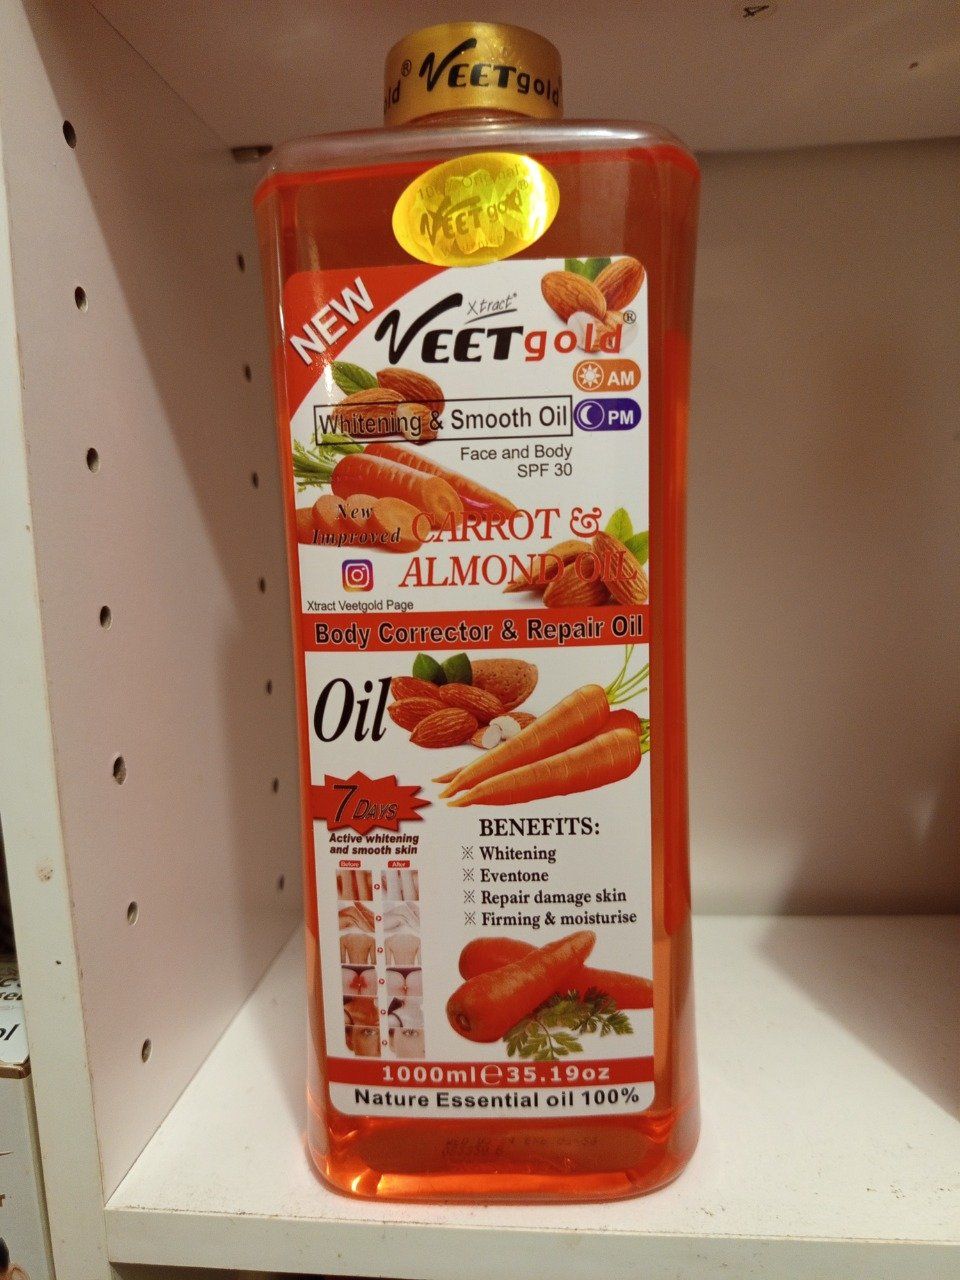 VEETgold®
100% Original
VEETgold®
NEW
Xtract®
VEETgold®
AM
Whitening & Smooth Oil
PM
Face and Body
SPF 30
New
Improved
CARROT &
ALMOND OIL
Xtract Veetgold Page
Body Corrector & Repair Oil
Oil
7 DAYS
Active whitening
and smooth skin
Before After
BENEFITS:
※ Whitening
※ Eventone
※ Repair damage skin
※ Firming & moisturise
1000ml℮35.19oz
Nature Essential oil 100%